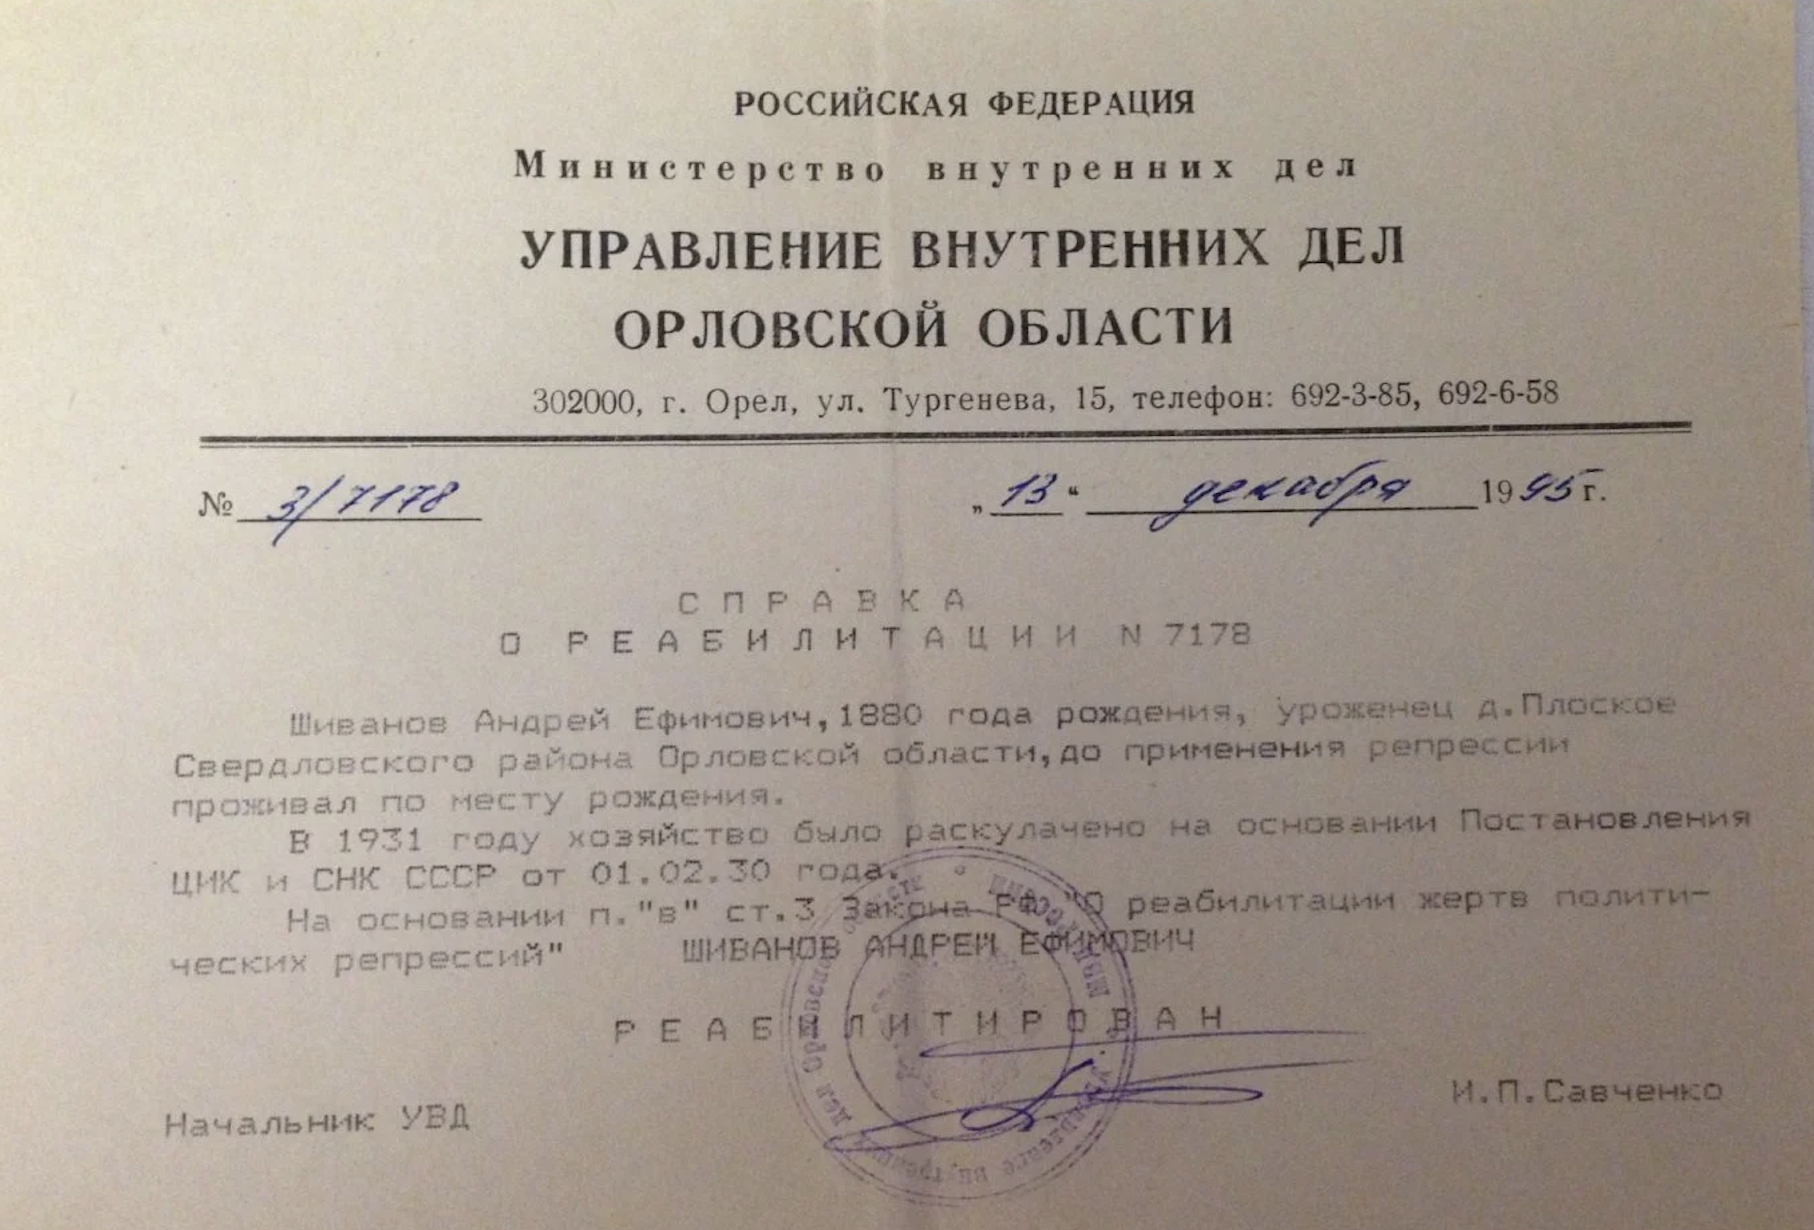 РОССИЙСКАЯ ФЕДЕРАЦИЯ
Министерство внутренних дел
УПРАВЛЕНИЕ ВНУТРЕННИХ ДЕЛ
ОРЛОВСКОЙ ОБЛАСТИ
302000, г. Орел, ул. Тургенева, 15, телефон: 692-3-85, 692-6-58
№ 3/7178 „13“ декабря 1995 г.
СПРАВКА
О РЕАБИЛИТАЦИИ N 7178
Шиванов Андрей Ефимович,1880 года рождения, уроженец д.Плоское
Свердловского района Орловской области,до применения репрессии
проживал по месту рождения.
В 1931 году хозяйство было раскулачено на основании Постановления
ЦИК и СНК СССР от 01.02.30 года.
На основании п."в" ст.3 Закона РФ "О реабилитации жертв полити-
ческих репрессий" ШИВАНОВ АНДРЕЙ ЕФИМОВИЧ
РЕАБИЛИТИРОВАН
Начальник УВД И.П.Савченко